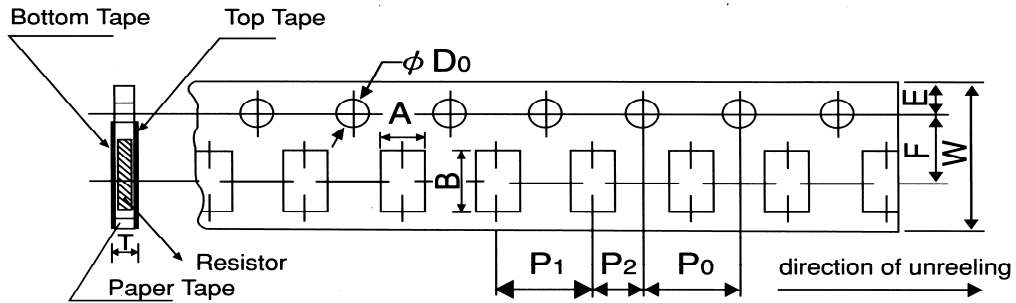 Bottom Tape
Top Tape
φ D0
A
B
E
F
W
T
Resistor
Paper Tape
P1
P2
P0
direction of unreeling